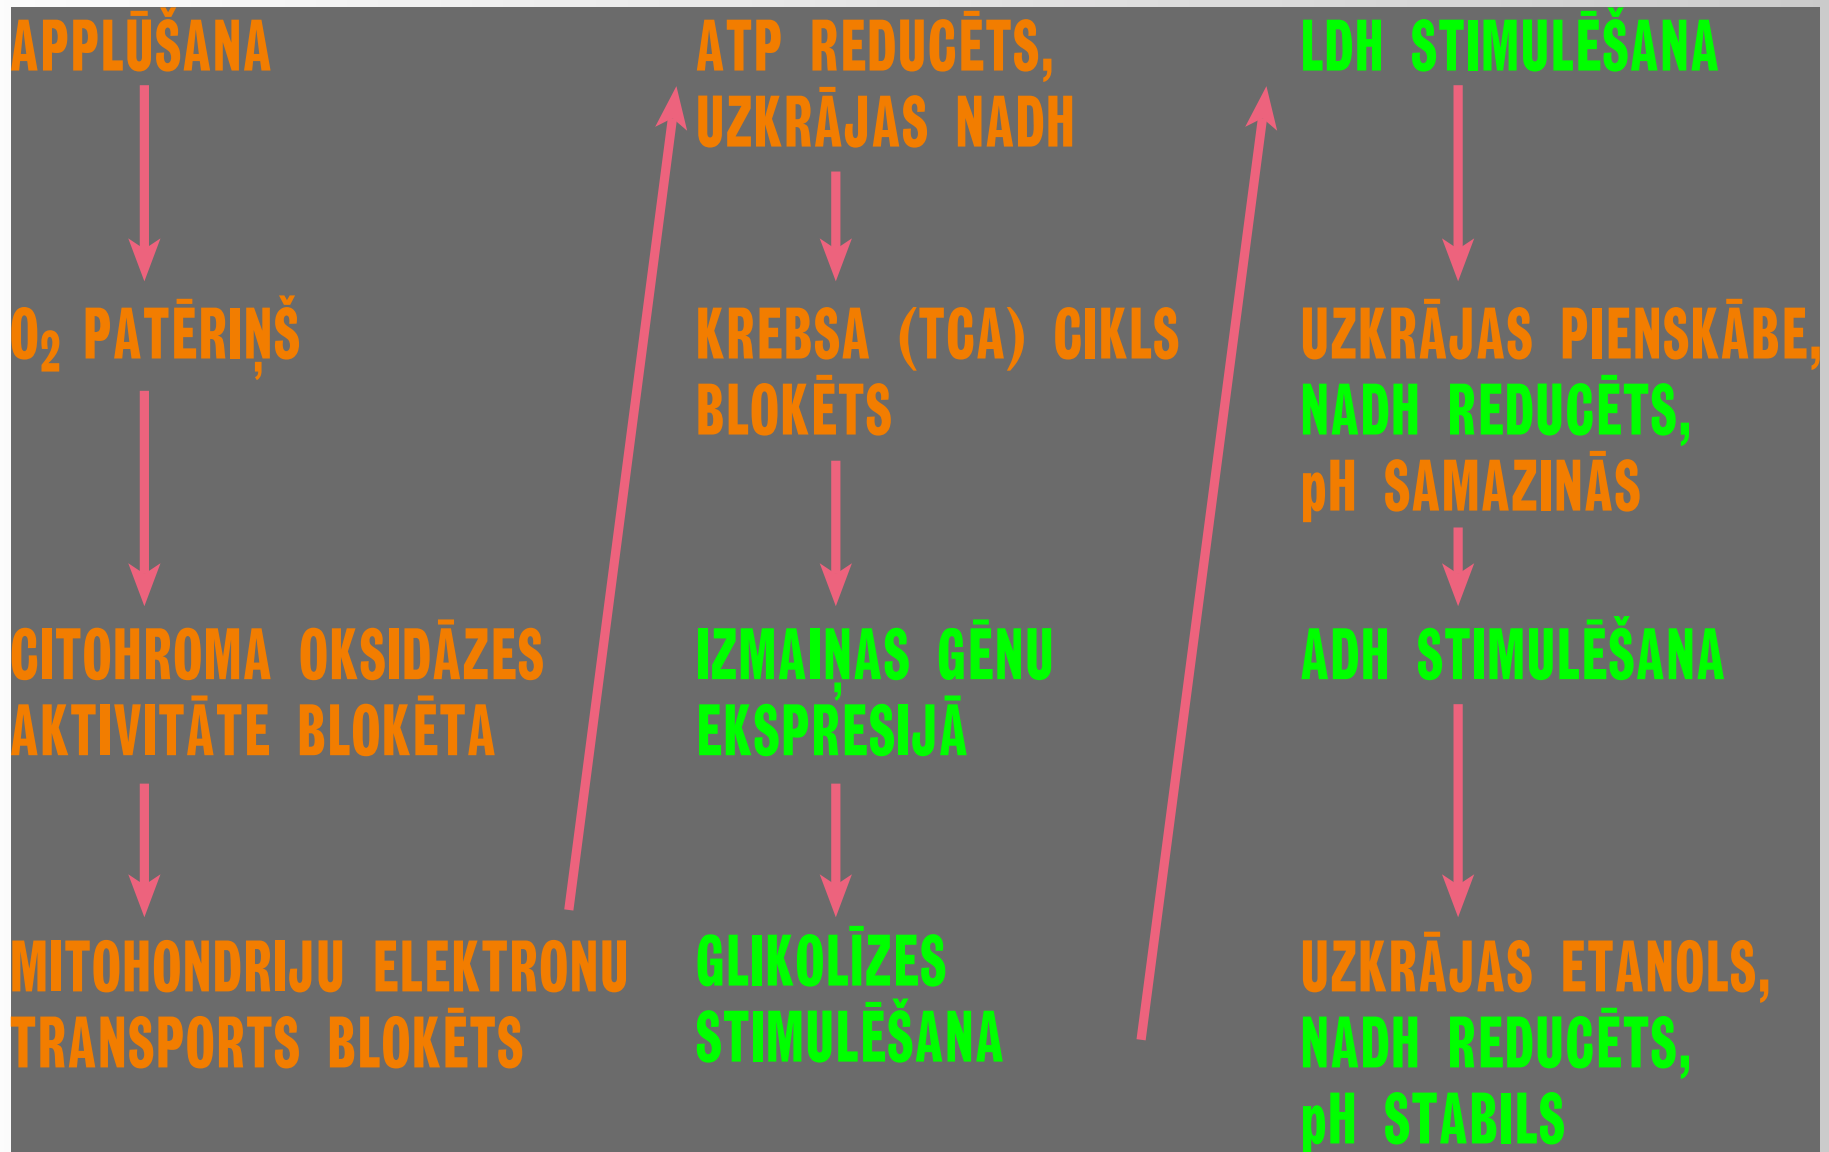 APPLŪŠANA
O₂ PATĒRIŅŠ
CITOHROMA OKSIDĀZES
AKTIVITĀTE BLOKĒTA
MITOHONDRIJU ELEKTRONU
TRANSPORTS BLOKĒTS
ATP REDUCĒTS,
UZKRĀJAS NADH
KREBSA (TCA) CIKLS
BLOKĒTS
IZMAIŅAS GĒNU
EKSPRESIJĀ
GLIKOLĪZES
STIMULĒŠANA
LDH STIMULĒŠANA
UZKRĀJAS PIENSKĀBE,
NADH REDUCĒTS,
pH SAMAZINĀS
ADH STIMULĒŠANA
UZKRĀJAS ETANOLS,
NADH REDUCĒTS,
pH STABILS